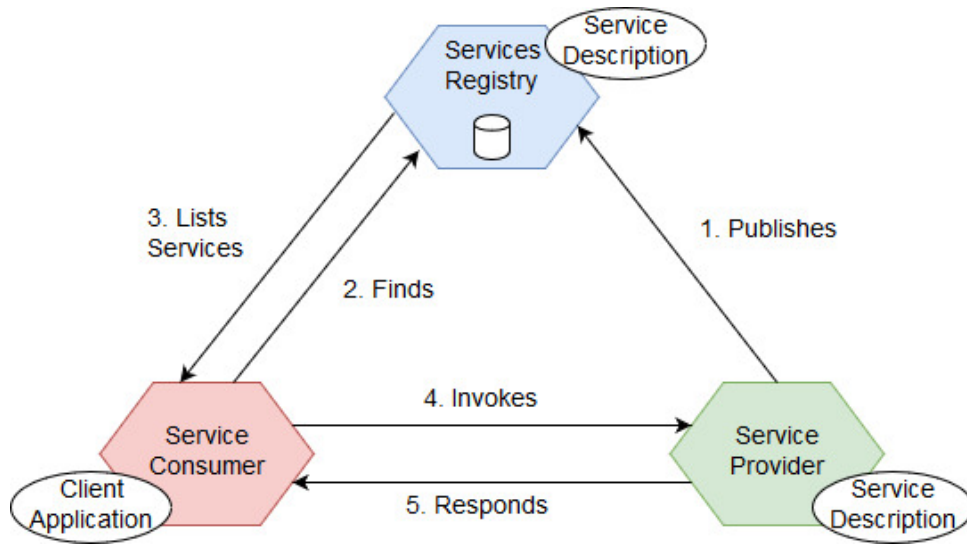 Services
Registry
Service
Description
3. Lists
Services
1. Publishes
2. Finds
4. Invokes
Service
Consumer
Service
Provider
Client
Application
5. Responds
Service
Description